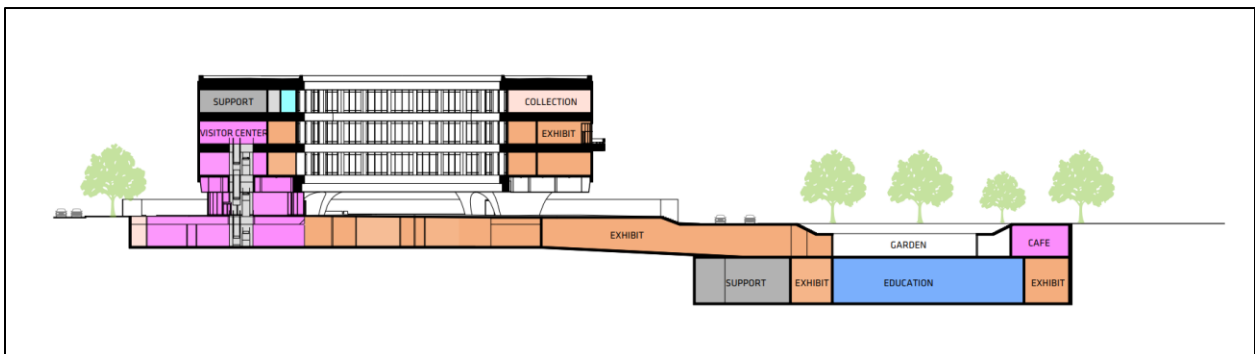 SUPPORT
COLLECTION
VISITOR CENTER
EXHIBIT
EXHIBIT
GARDEN
CAFE
SUPPORT
EXHIBIT
EDUCATION
EXHIBIT